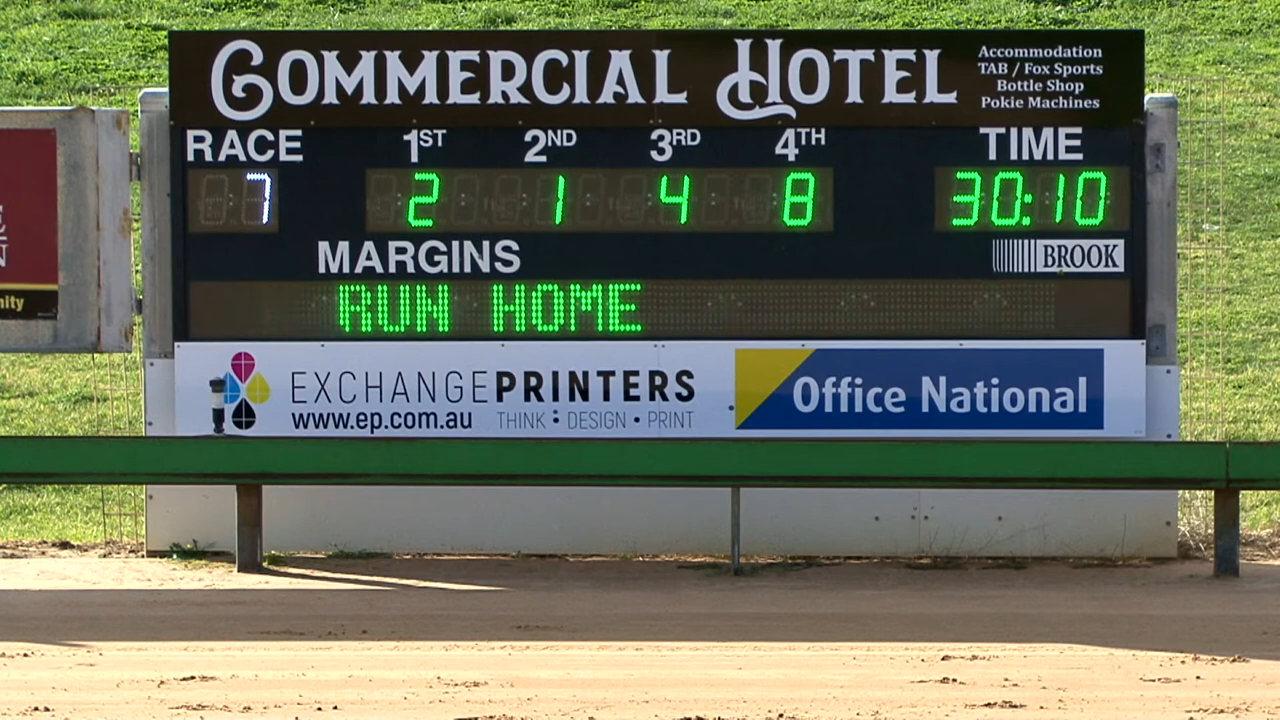 COMMERCIAL HOTEL
Accommodation
TAB / Fox Sports
Bottle Shop
Pokie Machines
RACE 1ST 2ND 3RD 4TH TIME
7 2 1 4 8 30:10
MARGINS
BROOK
RUN HOME
nity
EXCHANGEPRINTERS
www.ep.com.au THINK : DESIGN • PRINT
Office National